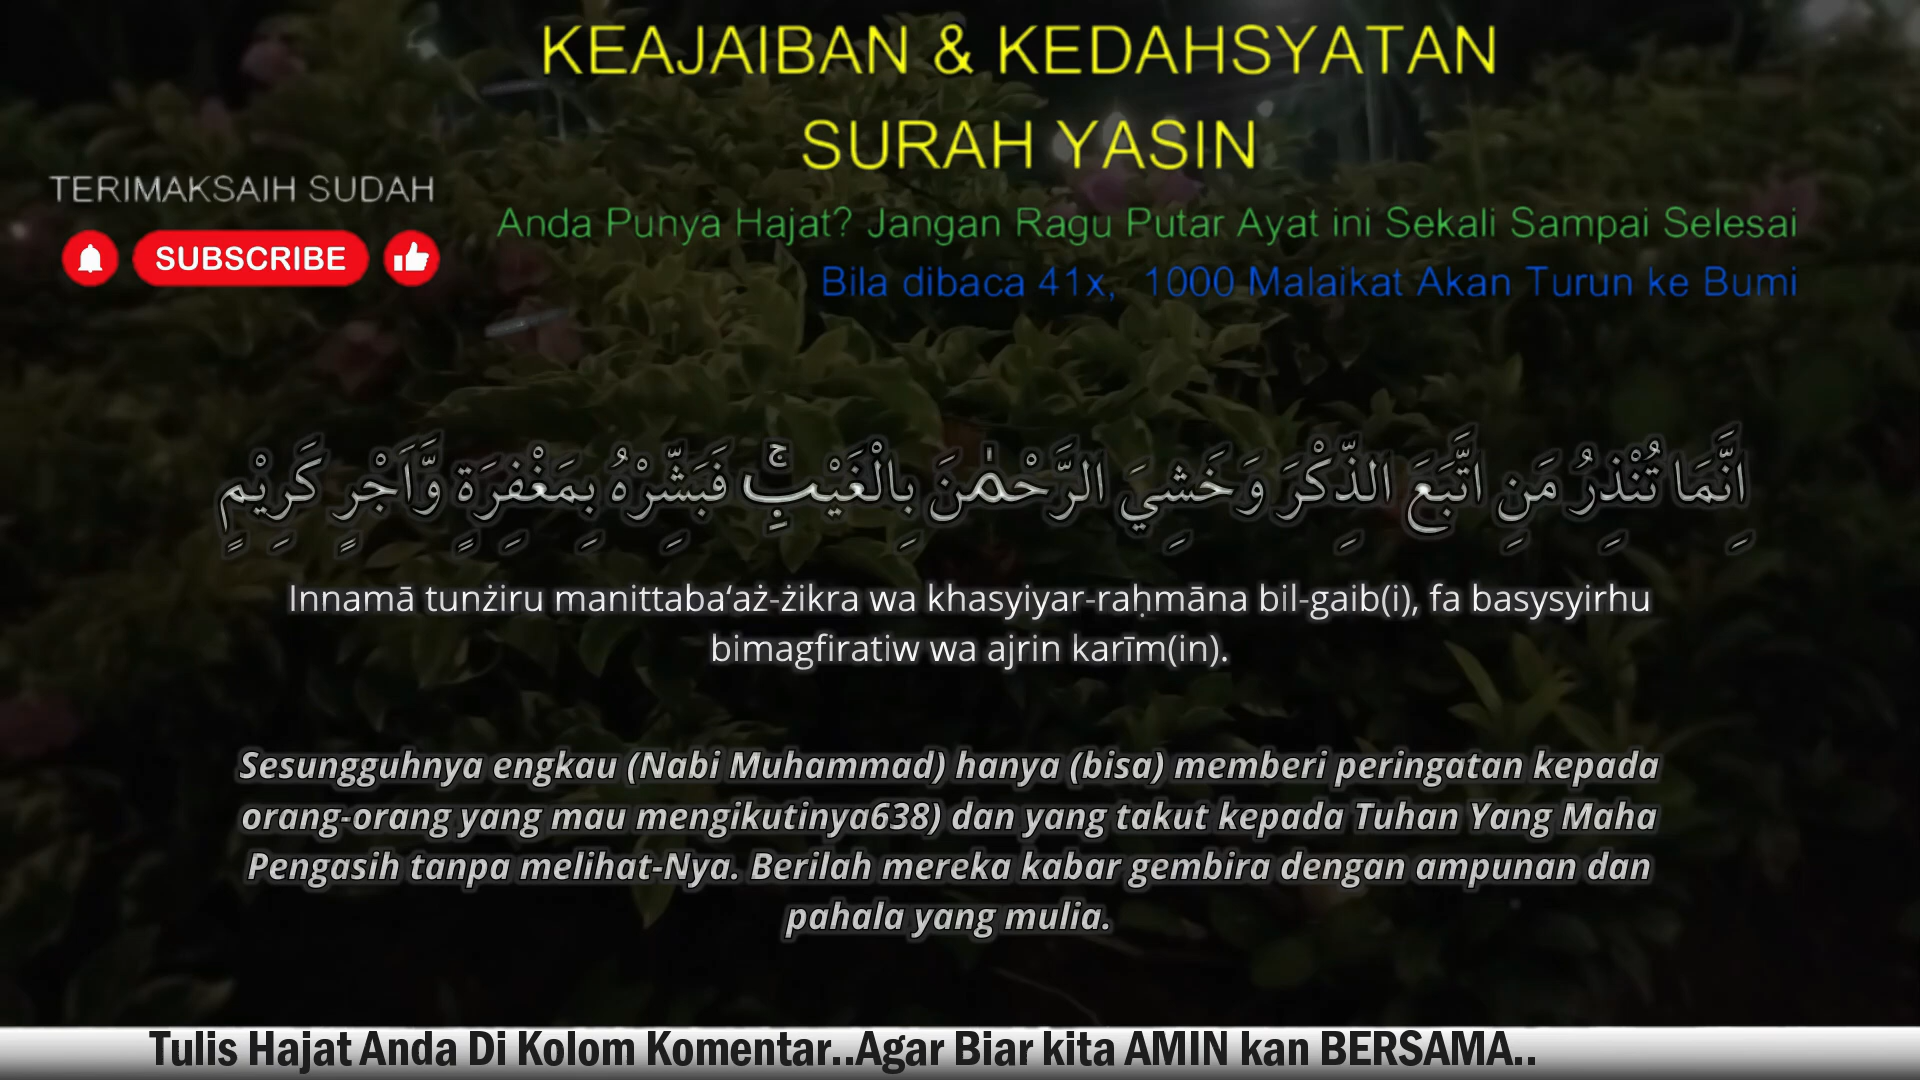 KEAJAIBAN & KEDAHSYATAN
SURAH YASIN
TERIMAKSAIH SUDAH
SUBSCRIBE
Anda Punya Hajat? Jangan Ragu Putar Ayat ini Sekali Sampai Selesai
Bila dibaca 41x, 1000 Malaikat Akan Turun ke Bumi
اِنَّمَا تُنْذِرُ مَنِ اتَّبَعَ الذِّكْرَ وَخَشِيَ الرَّحْمٰنَ بِالْغَيْبِۚ فَبَشِّرْهُ بِمَغْفِرَةٍ وَّاَجْرٍ كَرِيْمٍ
Innamā tunżiru manittaba‘aż-żikra wa khasyiyar-raḥmāna bil-gaib(i), fa basysyirhu
bimagfiratiw wa ajrin karīm(in).
Sesungguhnya engkau (Nabi Muhammad) hanya (bisa) memberi peringatan kepada
orang-orang yang mau mengikutinya638) dan yang takut kepada Tuhan Yang Maha
Pengasih tanpa melihat-Nya. Berilah mereka kabar gembira dengan ampunan dan
pahala yang mulia.
Tulis Hajat Anda Di Kolom Komentar..Agar Biar kita AMIN kan BERSAMA..